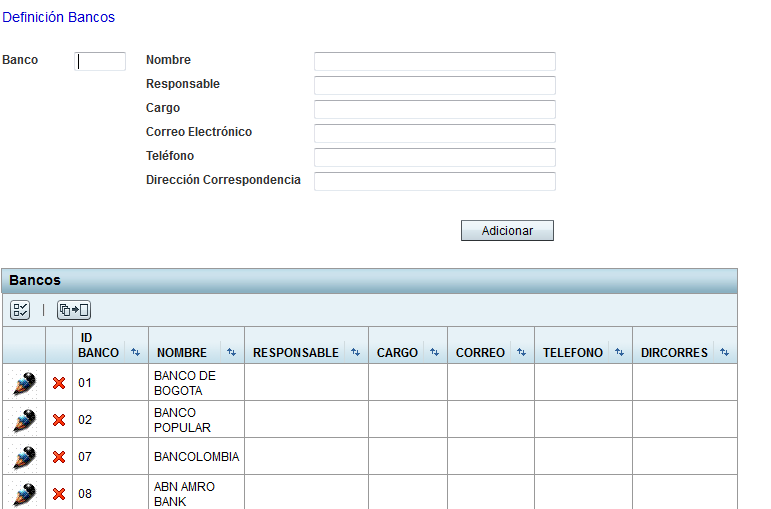 Definición Bancos
Banco Nombre
Responsable
Cargo
Correo Electrónico
Teléfono
Dirección Correspondencia
Adicionar
Bancos
ID BANCO NOMBRE RESPONSABLE CARGO CORREO TELEFONO DIRCORRES
01 BANCO DE BOGOTA
02 BANCO POPULAR
07 BANCOLOMBIA
08 ABN AMRO BANK